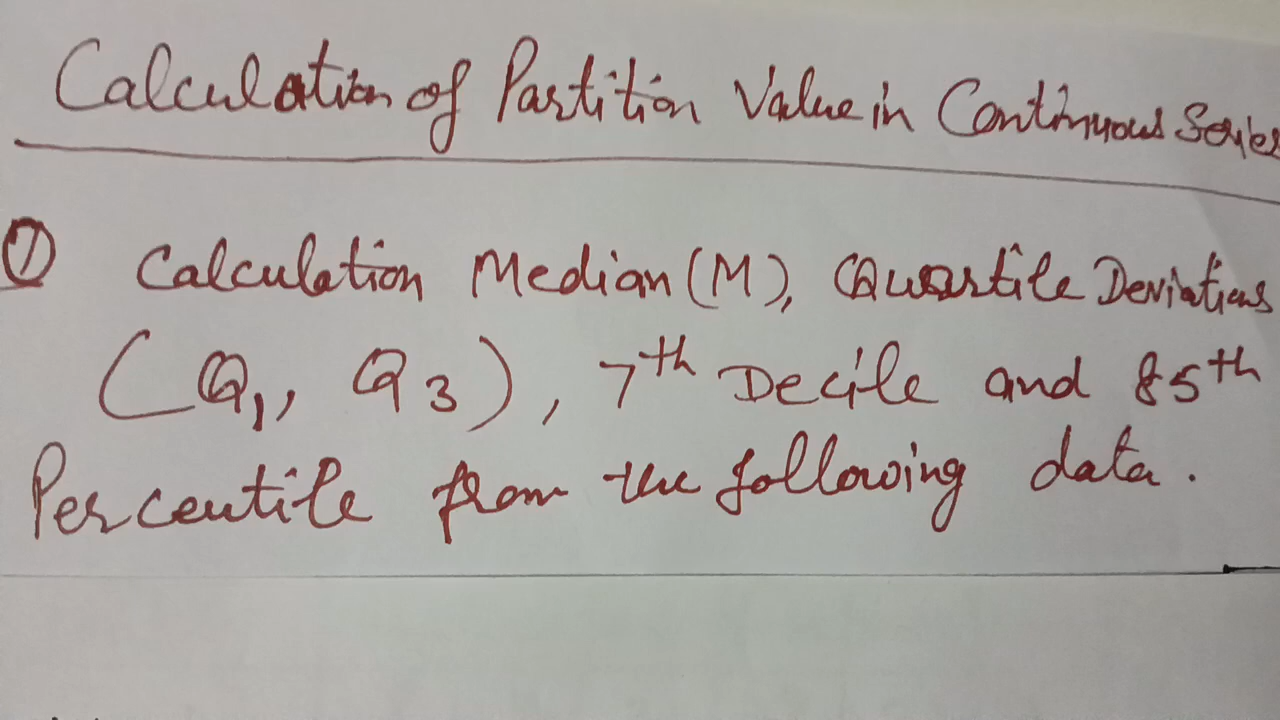 Calculation of Partition Value in Continuous Series
① Calculation Median (M), Quartile Deviations
(Q1, Q3), 7th Decile and 85th
Percentile from the following data.